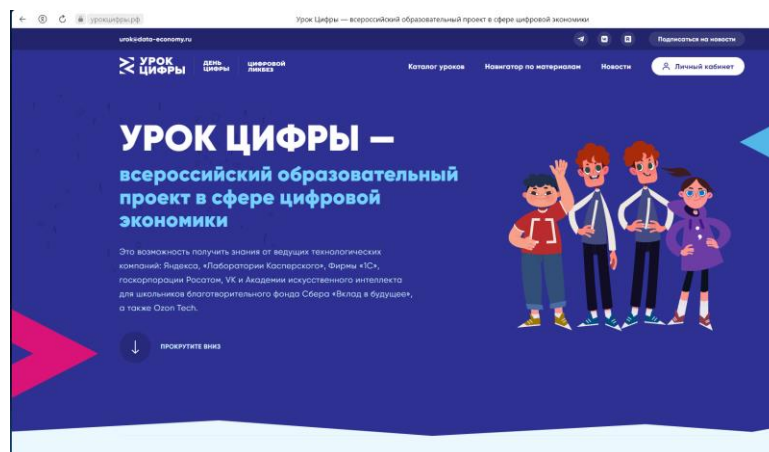 урокцифры.рф
Урок Цифры — всероссийский образовательный проект в сфере цифровой экономики
urok@data-economy.ru
Подписаться на новости
УРОК ЦИФРЫ
ДЕНЬ ЦИФРЫ
ЦИФРОВОЙ ЛИКБЕЗ
Каталог уроков
Навигатор по материалам
Новости
Личный кабинет
УРОК ЦИФРЫ —
всероссийский образовательный
проект в сфере цифровой
экономики
Это возможность получить знания от ведущих технологических
компаний: Яндекса, «Лаборатории Касперского», Фирмы «1С»,
госкорпорации Росатом, VK и Академии искусственного интеллекта
для школьников благотворительного фонда Сбера «Вклад в будущее»,
а также Ozon Tech.
ПРОКРУТИТЕ ВНИЗ